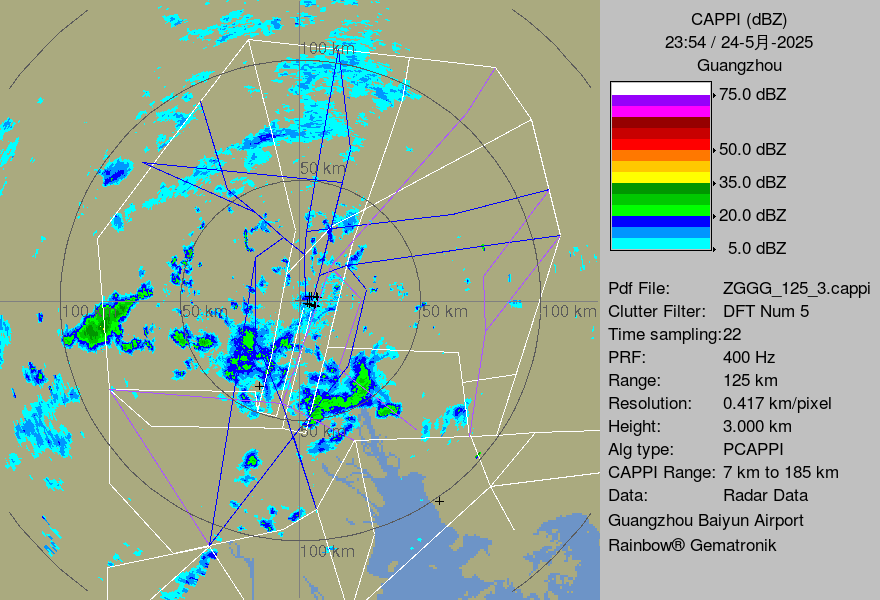 CAPPI (dBZ)
23:54 / 24-5月-2025
Guangzhou
75.0 dBZ
50.0 dBZ
35.0 dBZ
20.0 dBZ
5.0 dBZ
Pdf File: ZGGG_125_3.cappi
Clutter Filter: DFT Num 5
Time sampling:22
PRF: 400 Hz
Range: 125 km
Resolution: 0.417 km/pixel
Height: 3.000 km
Alg type: PCAPPI
CAPPI Range: 7 km to 185 km
Data: Radar Data
Guangzhou Baiyun Airport
Rainbow® Gematronik
100 km
50 km
100 km
50 km
50 km
100 km
50 km
100 km